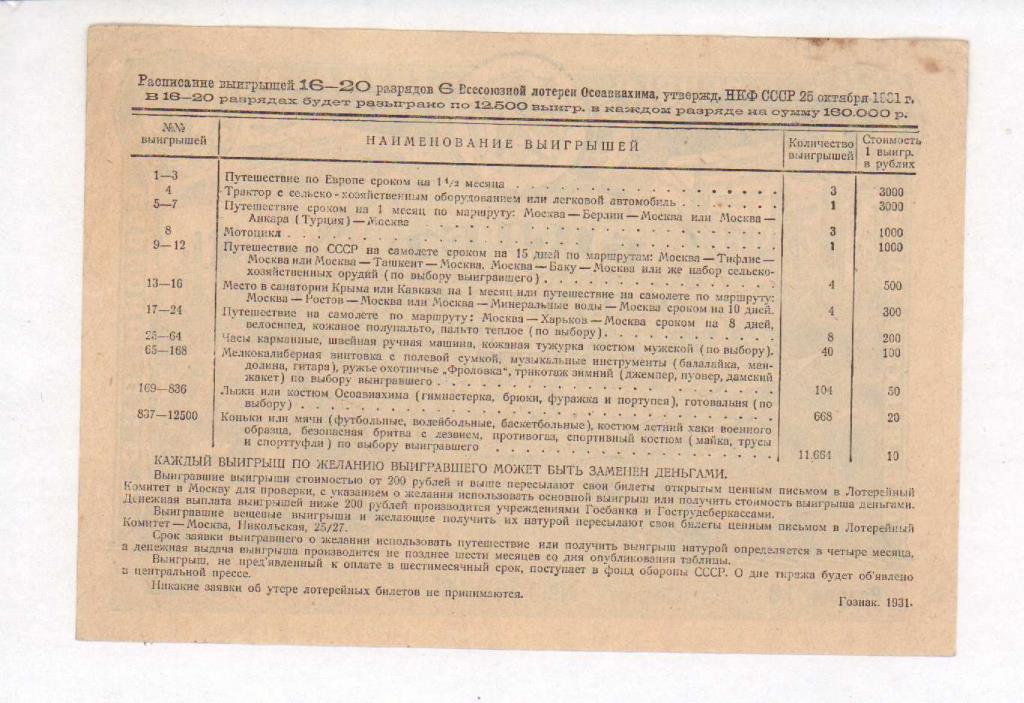 Расписание выигрышей 16—20 разрядов 6 Всесоюзной лотереи Осоавиахима, утвержд. НКФ СССР 25 октября 1931 г.
В 16—20 разрядах будет разыграно по 12.500 выигр. в каждом разряде на сумму 160.000 р.
№№ выигрышей НАИМЕНОВАНИЕ ВЫИГРЫШЕЙ Количество выигрышей Стоимость 1 выигр. в рублях
1—3 Путешествие по Европе сроком на 1 1/2 месяца 3 3000
4 Трактор с сельско-хозяйственным оборудованием или легковой автомобиль 1 3000
5—7 Путешествие сроком на 1 месяц по маршруту: Москва—Берлин—Москва или Москва—
Анкара (Турция)—Москва 3 1000
8 Мотоцикл 1 1000
9—12 Путешествие по СССР на самолете сроком на 15 дней по маршрутам: Москва—Тифлис—
Москва или Москва—Ташкент—Москва, Москва—Баку—Москва или же набор сельско-
хозяйственных орудий (по выбору выигравшего) 4 500
13—16 Место в санатории Крыма или Кавказа на 1 месяц или путешествие на самолете по маршруту:
Москва—Ростов—Москва или Москва—Минеральные воды—Москва сроком на 10 дней. 4 300
17—24 Путешествие на самолете по маршруту: Москва—Харьков—Москва сроком на 8 дней,
велосипед, кожаное полупальто, пальто теплое (по выбору). 8 200
25—64 Часы карманные, швейная ручная машина, кожаная тужурка костюм мужской (по выбору). 40 100
65—168 Мелкокалиберная винтовка с полевой сумкой, музыкальные инструменты (балалайка, ман-
долина, гитара), ружье охотничье „Фроловка", трикотаж зимний (джемпер, пуовер, дамский
жакет) по выбору выигравшего 104 50
169—836 Лыжи или костюм Осоавиахима (гимнастерка, брюки, фуражка и портупея), готовальня (по
выбору) 668 20
837—12500 Коньки или мячи (футбольные, волейбольные, баскетбольные), костюм летний хаки военного
образца, безопасная бритва с лезвием, противогаз, спортивный костюм (майка, трусы
и спорттуфли) по выбору выигравшего 11.664 10
КАЖДЫЙ ВЫИГРЫШ ПО ЖЕЛАНИЮ ВЫИГРАВШЕГО МОЖЕТ БЫТЬ ЗАМЕНЕН ДЕНЬГАМИ.
Выигравшие выигрыши стоимостью от 200 рублей и выше пересылают свои билеты открытым ценным письмом в Лотерейный
Комитет в Москву для проверки, с указанием о желании использовать основной выигрыш или получить стоимость выигрыша деньгами.
Денежная выплата выигрышей ниже 200 рублей производится учреждениями Госбанка и Гострудсберкассами.
Выигравшие вещевые выигрыши и желающие получить их натурой пересылают свои билеты ценным письмом в Лотерейный
Комитет—Москва, Никольская, 25/27.
Срок заявки выигравшего о желании использовать путешествие или получить выигрыш натурой определяется в четыре месяца,
а денежная выдача выигрыша производится не позднее шести месяцев со дня опубликования таблицы.
Выигрыш, не пред'явленный к оплате в шестимесячный срок, поступает в фонд обороны СССР. О дне тиража будет об'явлено
в центральной прессе.
Никакие заявки об утере лотерейных билетов не принимаются.
Гознак. 1931.